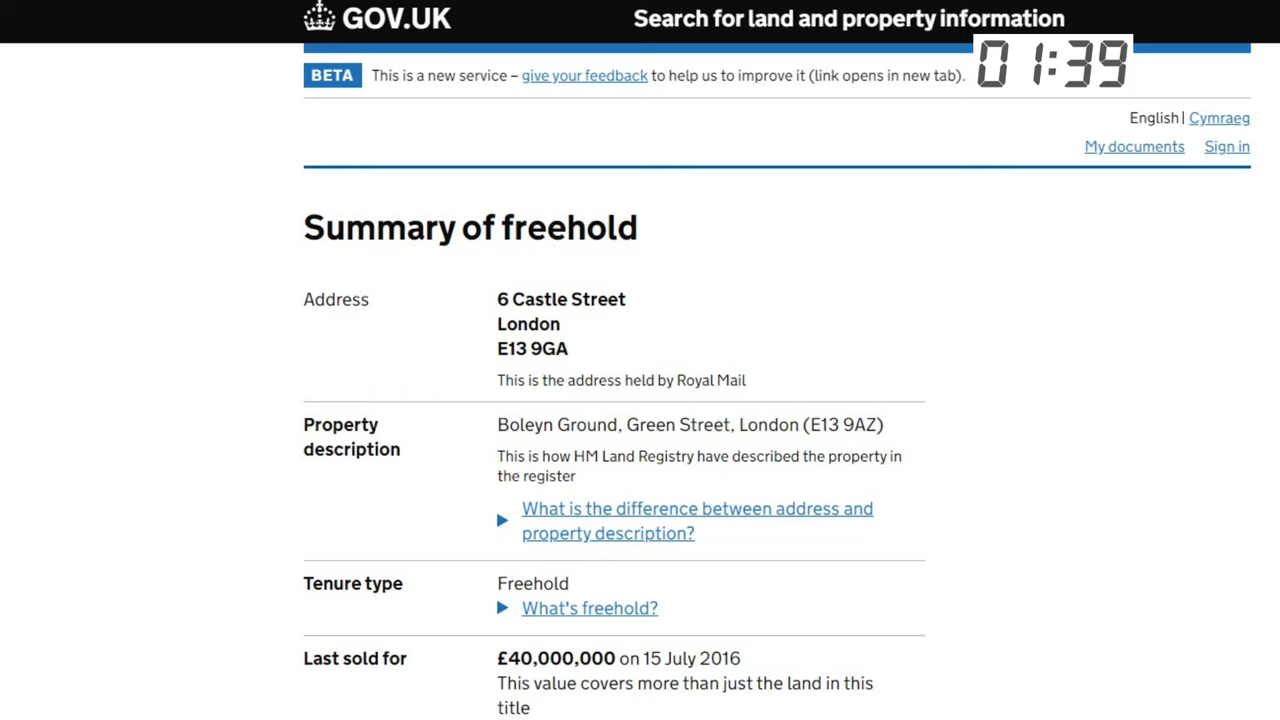 GOV.UK
Search for land and property information
BETA This is a new service – give your feedback to help us to improve it (link opens in new tab).
01:39
English | Cymraeg
My documents Sign in
Summary of freehold
Address 6 Castle Street
London
E13 9GA
This is the address held by Royal Mail
Property description Boleyn Ground, Green Street, London (E13 9AZ)
This is how HM Land Registry have described the property in
the register
What is the difference between address and
property description?
Tenure type Freehold
What's freehold?
Last sold for £40,000,000 on 15 July 2016
This value covers more than just the land in this
title